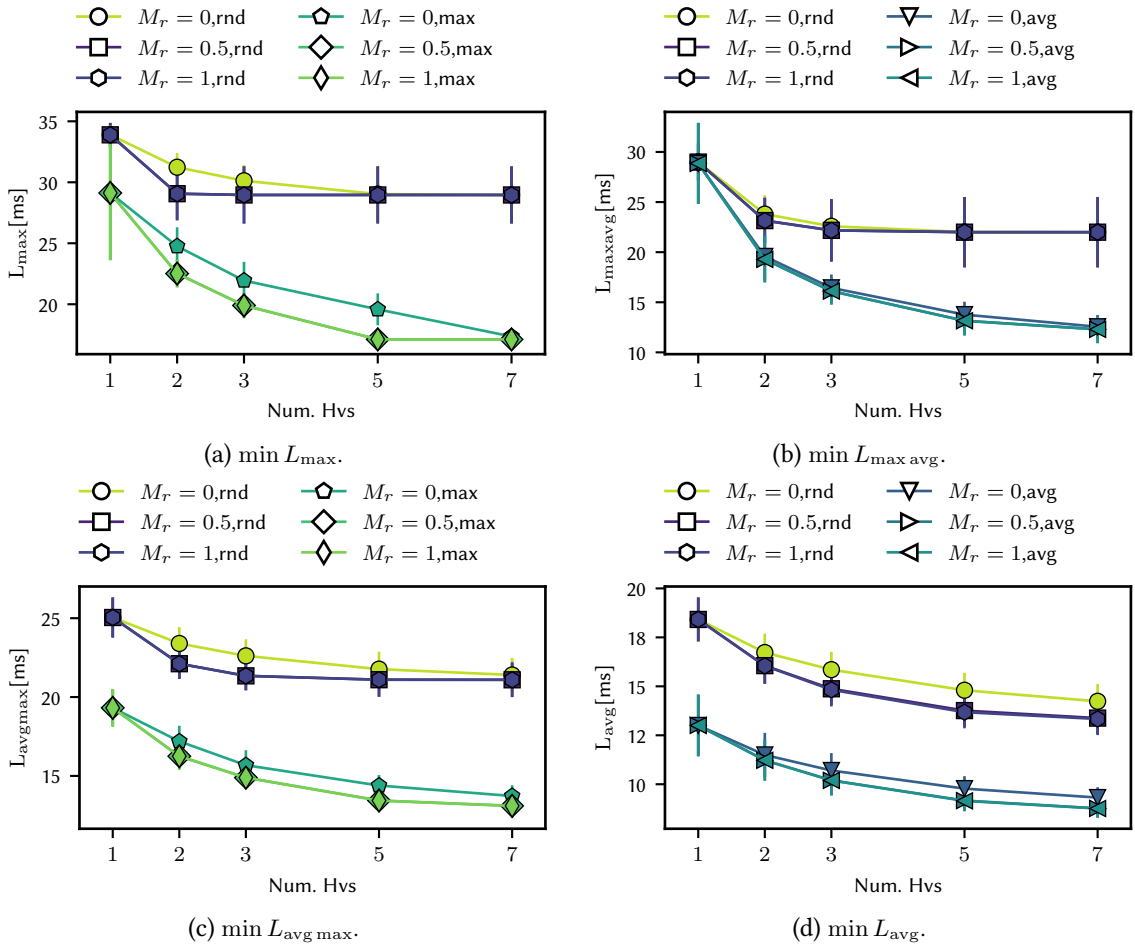 M_r = 0,rnd M_r = 0,max
M_r = 0.5,rnd M_r = 0.5,max
M_r = 1,rnd M_r = 1,max
35
30
25
20
L_max[ms]
1 2 3 5 7
Num. Hvs
(a) min L_max.
M_r = 0,rnd M_r = 0,avg
M_r = 0.5,rnd M_r = 0.5,avg
M_r = 1,rnd M_r = 1,avg
30
25
20
15
10
L_maxavg[ms]
1 2 3 5 7
Num. Hvs
(b) min L_max avg.
M_r = 0,rnd M_r = 0,max
M_r = 0.5,rnd M_r = 0.5,max
M_r = 1,rnd M_r = 1,max
25
20
15
L_avgmax[ms]
1 2 3 5 7
Num. Hvs
(c) min L_avg max.
M_r = 0,rnd M_r = 0,avg
M_r = 0.5,rnd M_r = 0.5,avg
M_r = 1,rnd M_r = 1,avg
20
18
15
12
10
L_avg[ms]
1 2 3 5 7
Num. Hvs
(d) min L_avg.